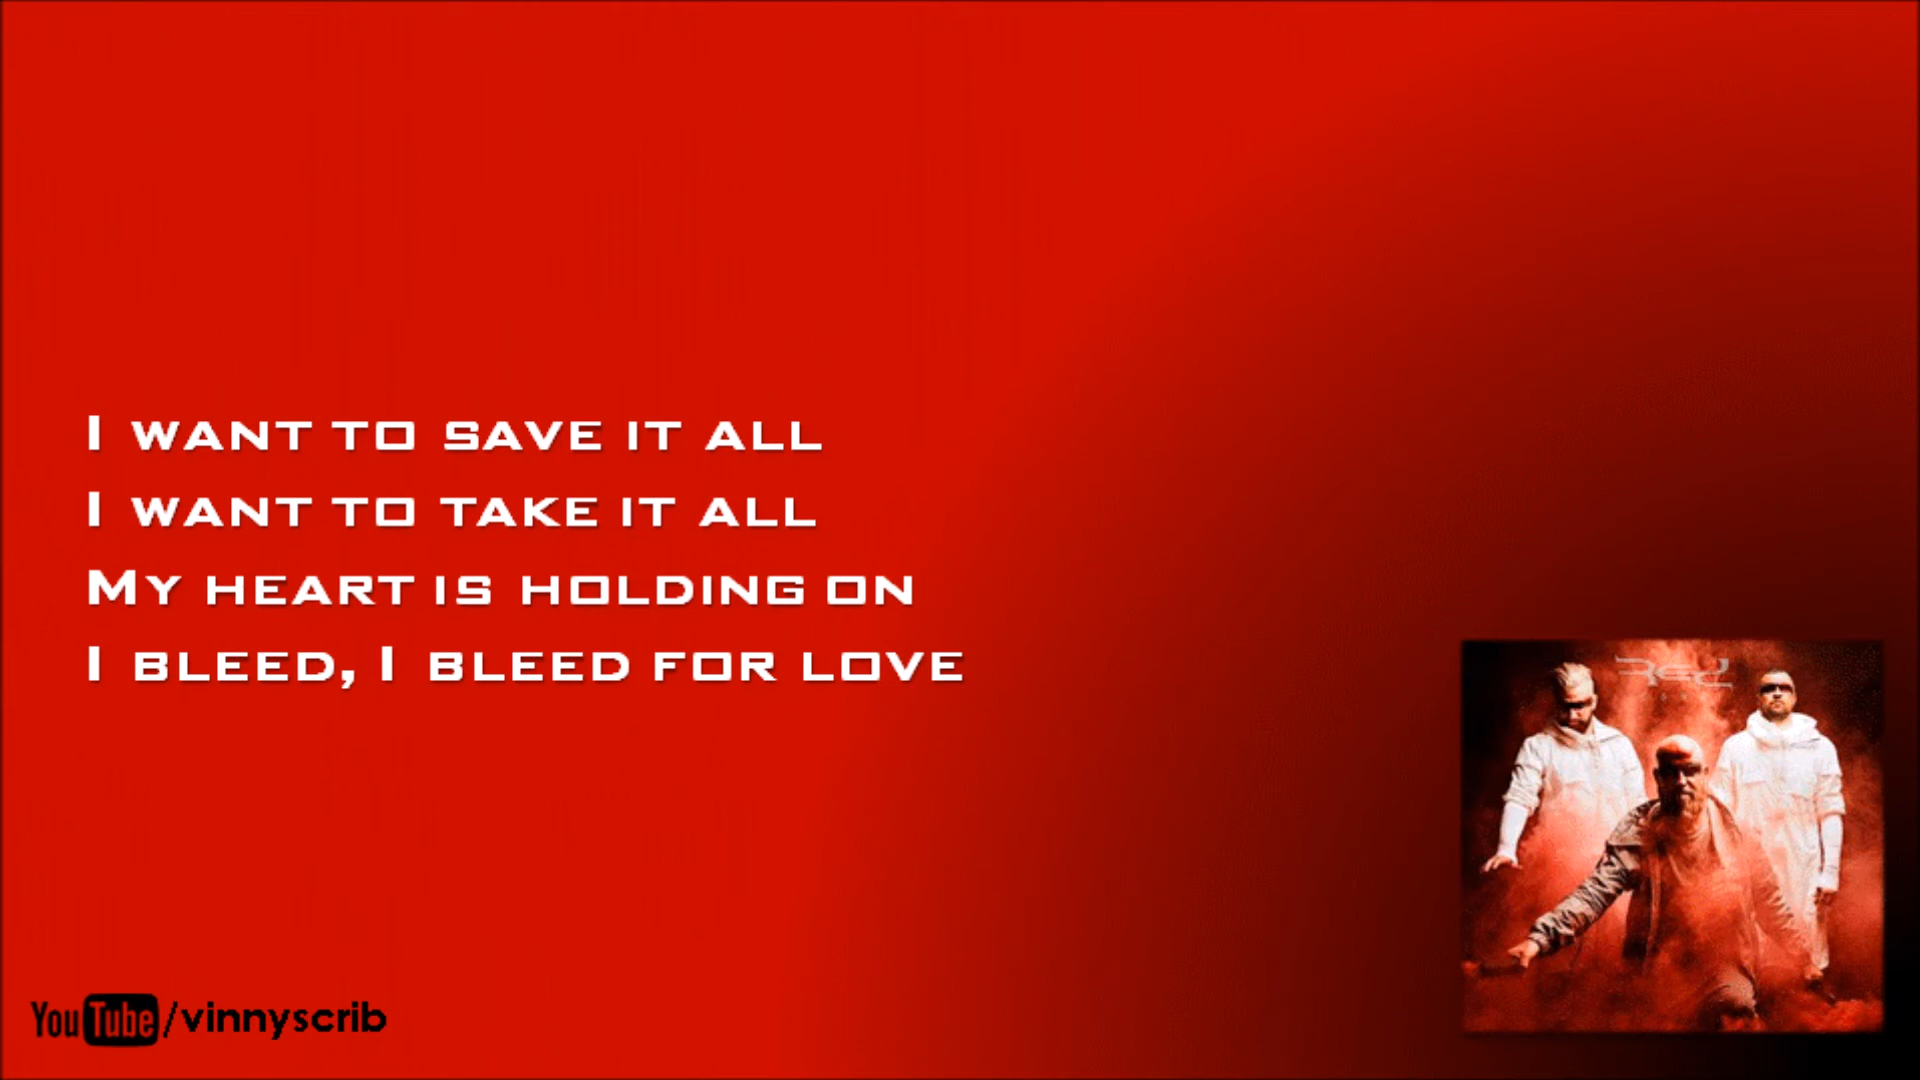 I WANT TO SAVE IT ALL
I WANT TO TAKE IT ALL
MY HEART IS HOLDING ON
I BLEED, I BLEED FOR LOVE
RED
YouTube/vinnyscrib